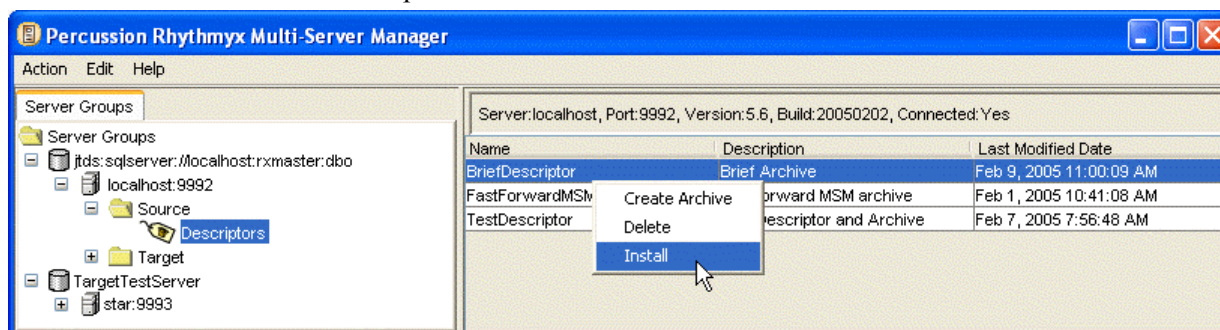 Percussion Rhythmyx Multi-Server Manager
Action Edit Help
Server Groups
Server Groups
jtds:sqlserver://localhost:rxmaster:dbo
localhost:9992
Source
Descriptors
Target
TargetTestServer
star:9993
Server:localhost, Port:9992, Version:5.6, Build:20050202, Connected:Yes
Name Description Last Modified Date
BriefDescriptor Brief Archive Feb 9, 2005 11:00:09 AM
FastForwardMSM orward MSM archive Feb 1, 2005 10:41:08 AM
TestDescriptor escriptor and Archive Feb 7, 2005 7:56:48 AM
Create Archive
Delete
Install